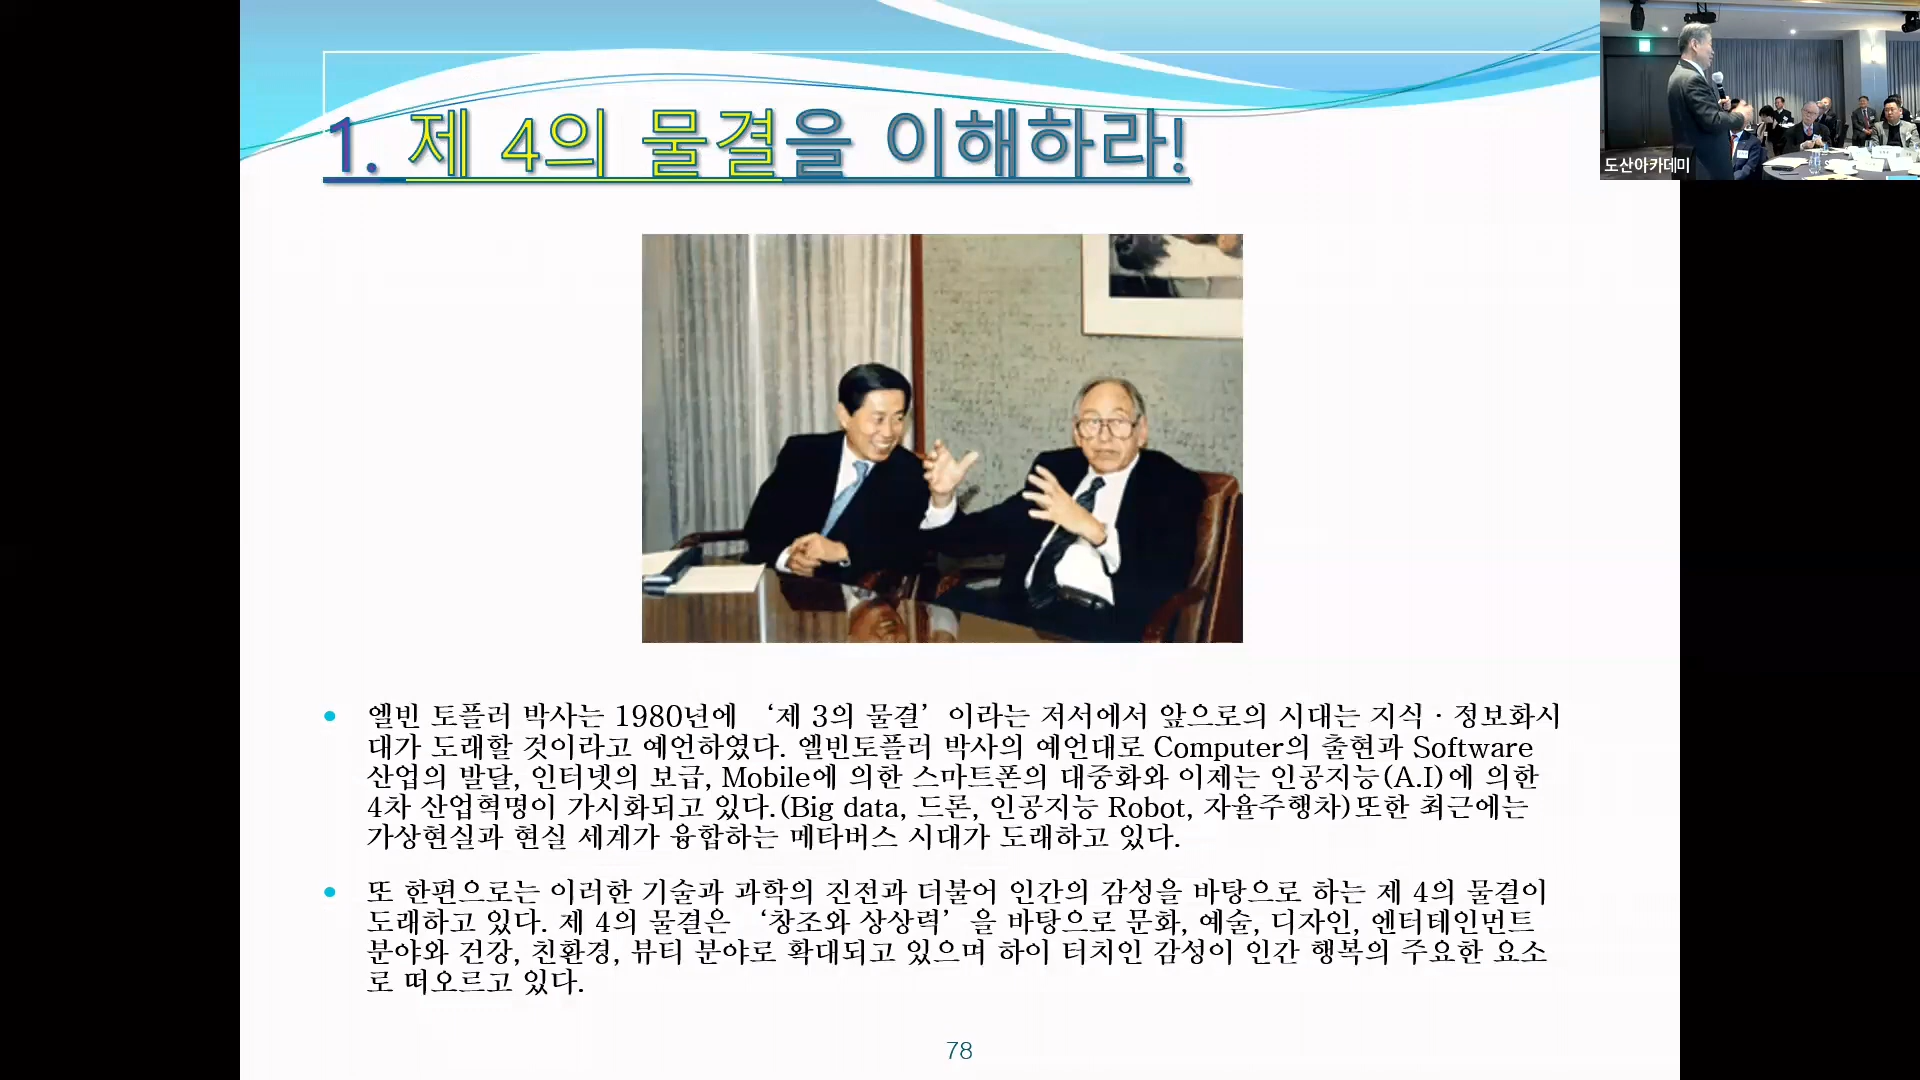 1. 제 4의 물결을 이해하라!
도산아카데미
엘빈 토플러 박사는 1980년에 ‘제 3의 물결’이라는 저서에서 앞으로의 시대는 지식 · 정보화시
대가 도래할 것이라고 예언하였다. 엘빈토플러 박사의 예언대로 Computer의 출현과 Software
산업의 발달, 인터넷의 보급, Mobile에 의한 스마트폰의 대중화와 이제는 인공지능(A.I)에 의한
4차 산업혁명이 가시화되고 있다.(Big data, 드론, 인공지능 Robot, 자율주행차)또한 최근에는
가상현실과 현실 세계가 융합하는 메타버스 시대가 도래하고 있다.
또 한편으로는 이러한 기술과 과학의 진전과 더불어 인간의 감성을 바탕으로 하는 제 4의 물결이
도래하고 있다. 제 4의 물결은 ‘창조와 상상력’을 바탕으로 문화, 예술, 디자인, 엔터테인먼트
분야와 건강, 친환경, 뷰티 분야로 확대되고 있으며 하이 터치인 감성이 인간 행복의 주요한 요소
로 떠오르고 있다.
78